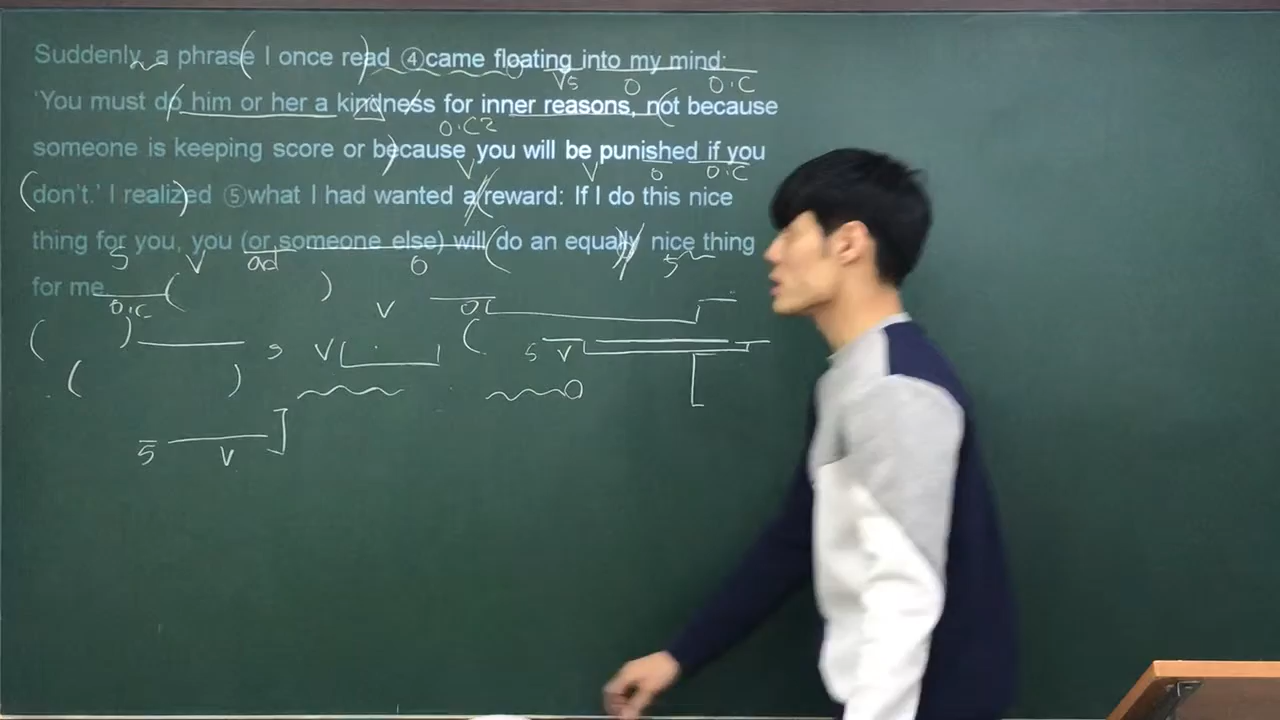 Suddenly, a phrase I once read ④came floating into my mind:
V5 O O.C
'You must do him or her a kindness for inner reasons, not because
O.C2
someone is keeping score or because you will be punished if you
V V O O.C
don't.' I realized ⑤what I had wanted a reward: If I do this nice
thing for you, you (or someone else) will do an equally nice thing
S V ad O S
for me.
O.C V O
S V S V
S V